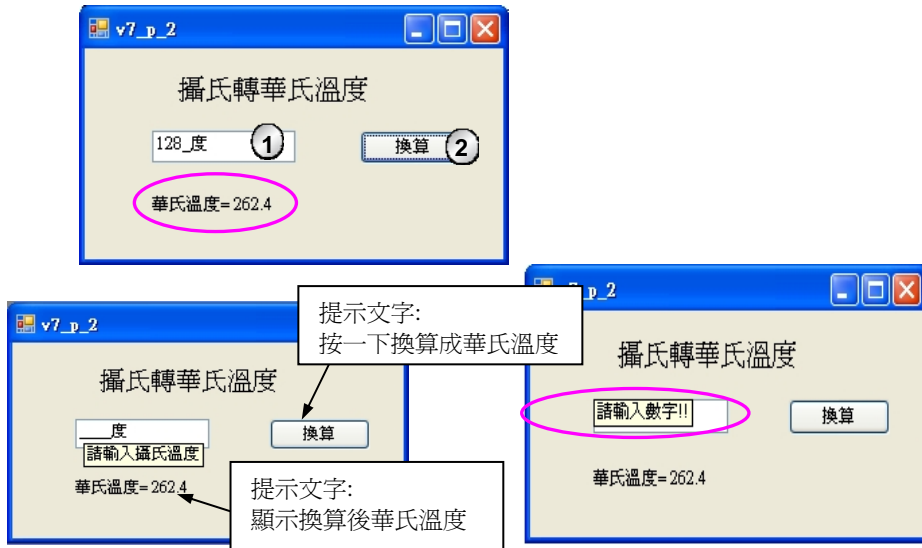 v7_p_2
攝氏轉華氏溫度
128_度
1
換算
2
華氏溫度=262.4
v7_p_2
攝氏轉華氏溫度
___度
換算
請輸入攝氏溫度
華氏溫度=262.4
提示文字:
按一下換算成華氏溫度
提示文字:
顯示換算後華氏溫度
p_2
攝氏轉華氏溫度
請輸入數字!!
換算
華氏溫度=262.4